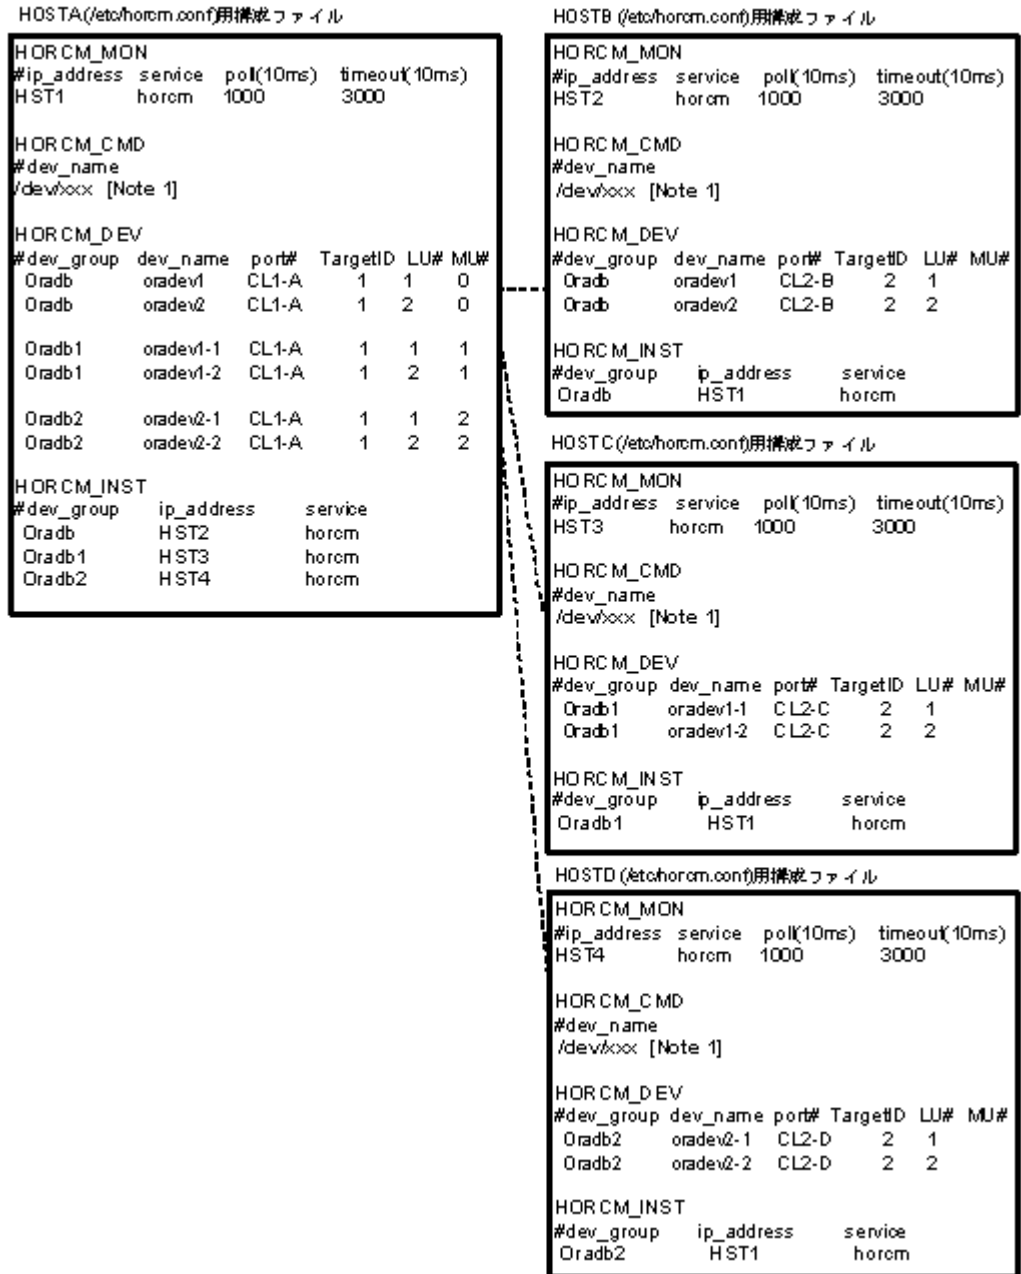 HOSTA(/etc/horcm.conf)用構成ファイル
HORCM_MON
#ip_address service poll(10ms) timeout(10ms)
HST1 horcm 1000 3000
HORCM_CMD
#dev_name
/dev/xxx [Note 1]
HORCM_DEV
#dev_group dev_name port# TargetID LU# MU#
Oradb oradev1 CL1-A 1 1 0
Oradb oradev2 CL1-A 1 2 0
Oradb1 oradev1-1 CL1-A 1 1 1
Oradb1 oradev1-2 CL1-A 1 2 1
Oradb2 oradev2-1 CL1-A 1 1 2
Oradb2 oradev2-2 CL1-A 1 2 2
HORCM_INST
#dev_group ip_address service
Oradb HST2 horcm
Oradb1 HST3 horcm
Oradb2 HST4 horcm
HOSTB (/etc/horcm.conf)用構成ファイル
HORCM_MON
#ip_address service poll(10ms) timeout(10ms)
HST2 horcm 1000 3000
HORCM_CMD
#dev_name
/dev/xxx [Note 1]
HORCM_DEV
#dev_group dev_name port# TargetID LU# MU#
Oradb oradev1 CL2-B 2 1
Oradb oradev2 CL2-B 2 2
HORCM_INST
#dev_group ip_address service
Oradb HST1 horcm
HOSTC(/etc/horcm.conf)用構成ファイル
HORCM_MON
#ip_address service poll(10ms) timeout(10ms)
HST3 horcm 1000 3000
HORCM_CMD
#dev_name
/dev/xxx [Note 1]
HORCM_DEV
#dev_group dev_name port# TargetID LU# MU#
Oradb1 oradev1-1 CL2-C 2 1
Oradb1 oradev1-2 CL2-C 2 2
HORCM_INST
#dev_group ip_address service
Oradb1 HST1 horcm
HOSTD (/etc/horcm.conf)用構成ファイル
HORCM_MON
#ip_address service poll(10ms) timeout(10ms)
HST4 horcm 1000 3000
HORCM_CMD
#dev_name
/dev/xxx [Note 1]
HORCM_DEV
#dev_group dev_name port# TargetID LU# MU#
Oradb2 oradev2-1 CL2-D 2 1
Oradb2 oradev2-2 CL2-D 2 2
HORCM_INST
#dev_group ip_address service
Oradb2 HST1 horcm